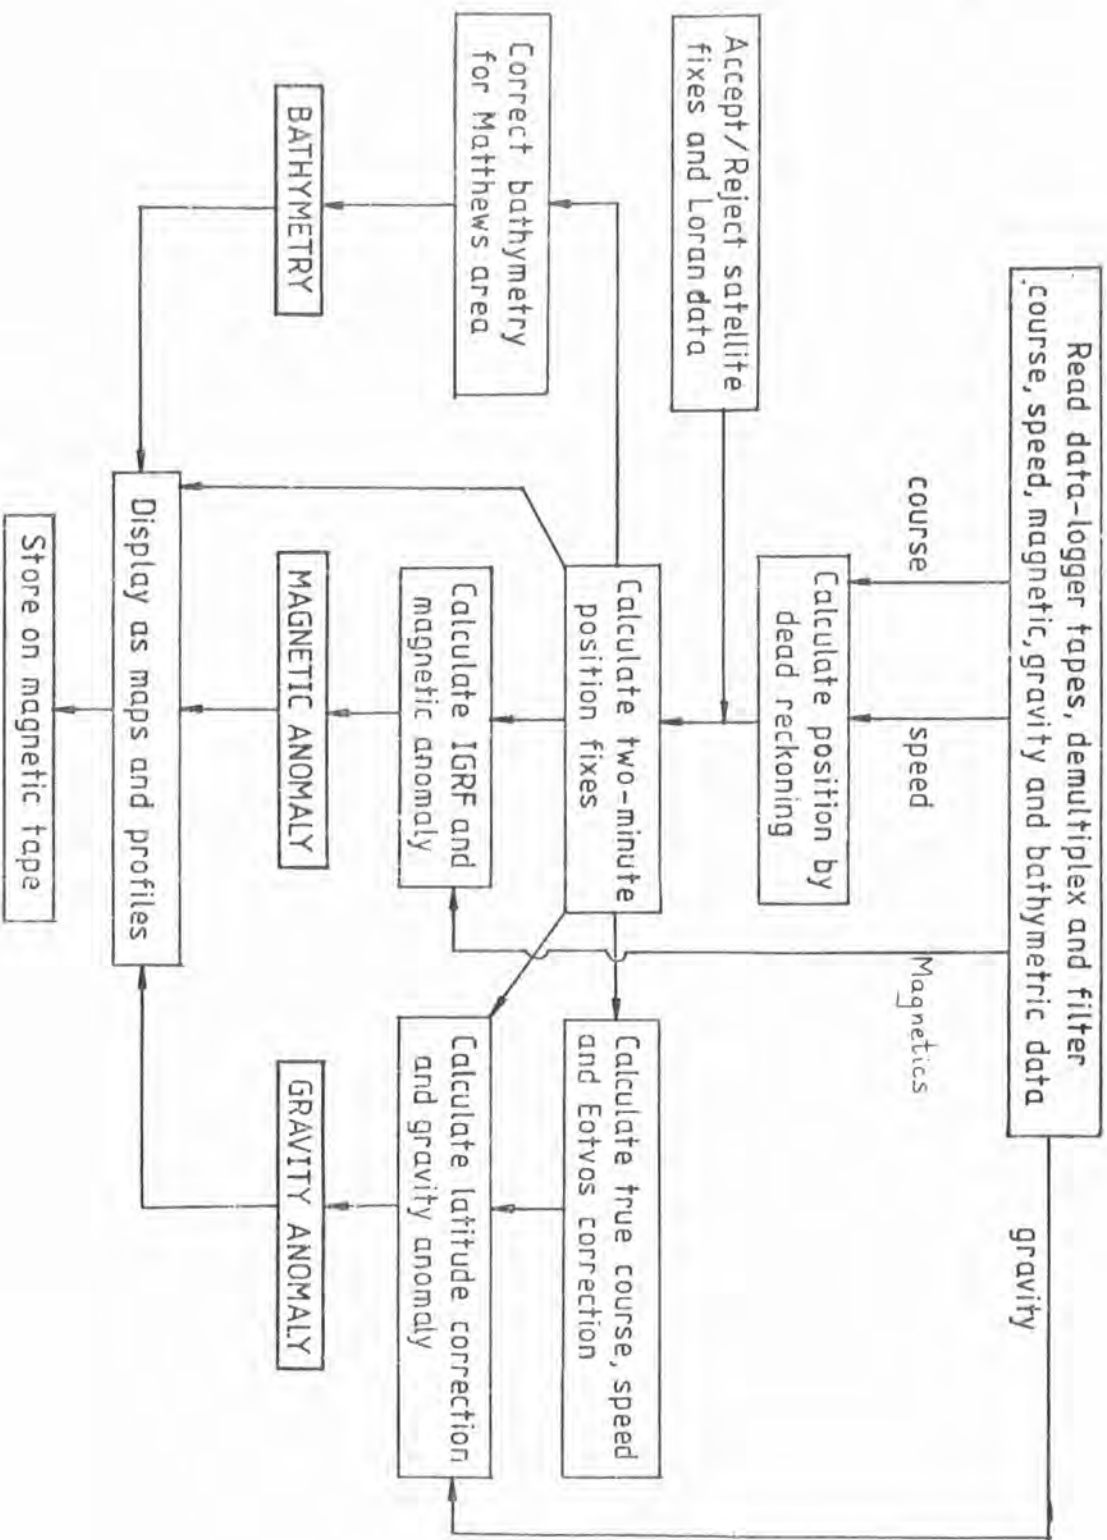 Read data-logger tapes, demultiplex and filter
course, speed, magnetic, gravity and bathymetric data
course
speed
Magnetics
gravity
Accept/Reject satellite
fixes and Loran data
Calculate position by
dead reckoning
Calculate two-minute
position fixes
Calculate true course, speed
and Eotvos correction
Correct bathymetry
for Matthews area
Calculate IGRF and
magnetic anomaly
Calculate latitude correction
and gravity anomaly
BATHYMETRY
MAGNETIC ANOMALY
GRAVITY ANOMALY
Display as maps and profiles
Store on magnetic tape